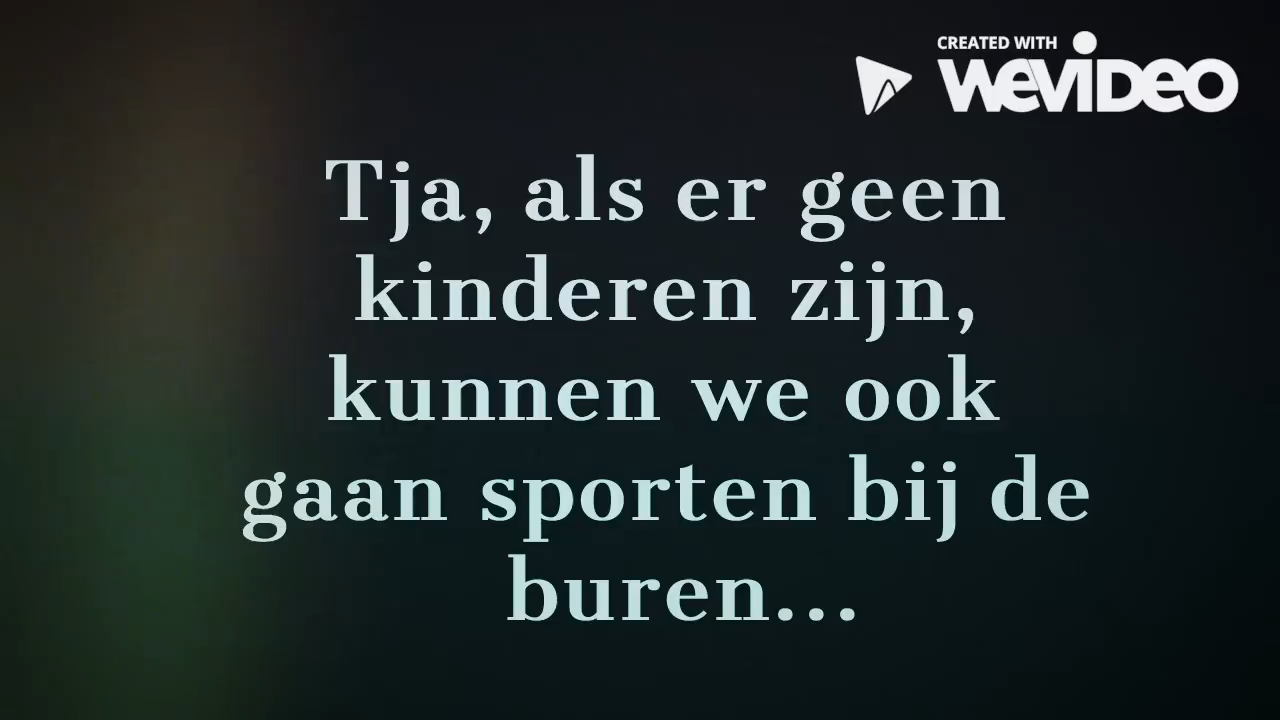 CREATED WITH
WEVIDEO
Tja, als er geen
kinderen zijn,
kunnen we ook
gaan sporten bij de
buren...